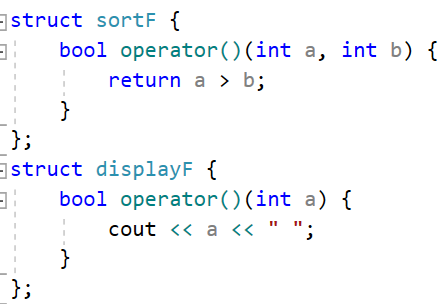 struct sortF {
    bool operator()(int a, int b) {
        return a > b;
    }
};
struct displayF {
    bool operator()(int a) {
        cout << a << " ";
    }
};